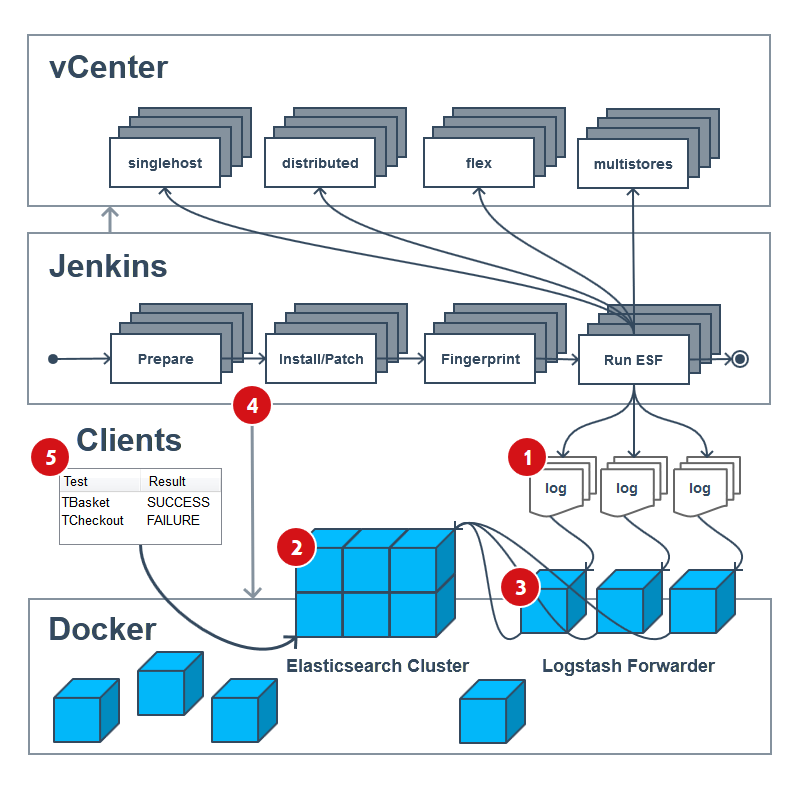 vCenter
singlehost
distributed
flex
multistores
Jenkins
Prepare
Install/Patch
Fingerprint
Run ESF
4
Clients
5
Test Result
TBasket SUCCESS
TCheckout FAILURE
1
log
log
log
2
3
Docker
Elasticsearch Cluster
Logstash Forwarder